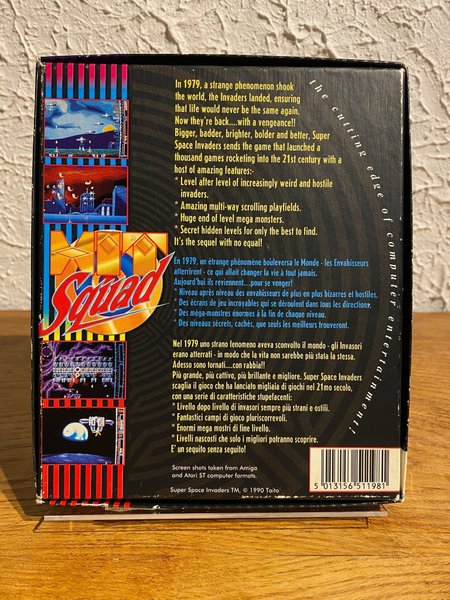 In 1979, a strange phenomenon shook
the world, the Invaders landed, ensuring
that life would never be the same again.
Now they're back....with a vengeance!!
Bigger, badder, brighter, bolder and better, Super
Space Invaders sends the game that launched a
thousand games rocketing into the 21st century with a
host of amazing features:-
* Level after level of increasingly weird and hostile
invaders.
* Amazing multi-way scrolling playfields.
* Huge end of level mega monsters.
* Secret hidden levels for only the best to find.
It's the sequel with no equal!
the cutting edge of computer entertainment!
HIT
Squad
En 1979, un étrange phénomène bouleversa le Monde - les Envahisseurs
atterrirent - ce qui allait changer la vie à tout jamais.
Aujourd'hui ils reviennent....pour se venger!
* Niveau après niveau des envahisseurs de plus en plus bizarres et hostiles.
* Des écrans de jeu incroyables qui se déroulent dans tous les directions.
* Des méga-monstres énormes à la fin de chaque niveau.
* Des niveaux secrets, cachés, que seuls les meilleurs trouveront.
Nel 1979 uno strano fenomeno aveva sconvolto il mondo - gli Invasori
erano atterrati - in modo che la vita non sarebbe più stata la stessa.
Adesso sono tornati....con rabbia!!
Più grande, più cattivo, più brillante e migliore. Super Space Invaders
scaglia il gioco che ha lanciato migliaia di giochi nel 21mo secolo,
con una serie di caratteristiche stupefacenti:
* Livello dopo livello di invasori sempre più strani e ostili.
* Fantastici campi di gioco pluriscorrevoli.
* Enormi mega mostri di fine livello.
* Livelli nascosti che solo i migliori potranno scoprire.
E' un sequito senza seguito!
Screen shots taken from Amiga
and Atari ST computer formats.
Super Space Invaders TM, © 1990 Taito
5 013156 511981